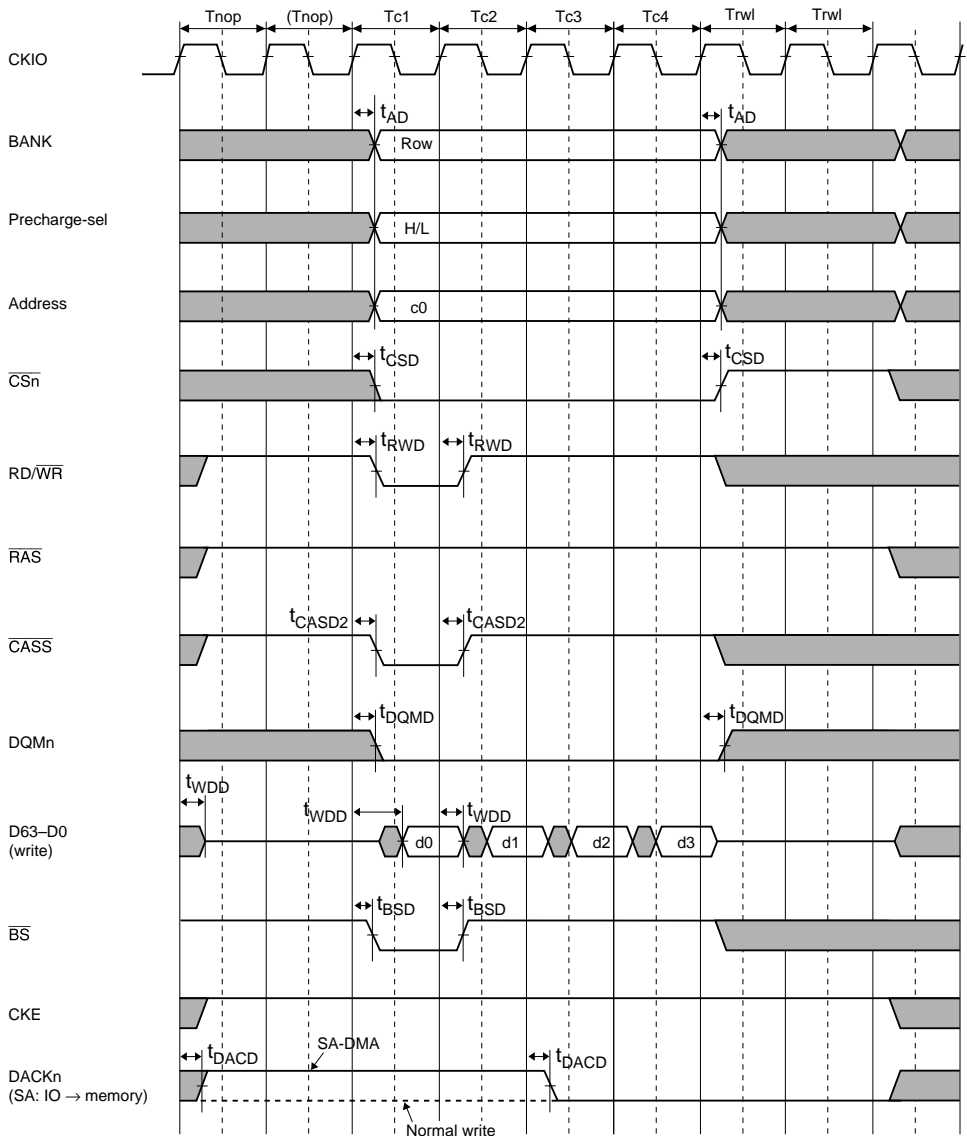 Tnop (Tnop) Tc1 Tc2 Tc3 Tc4 Trwl Trwl
CKIO
tAD tAD
BANK Row
Precharge-sel H/L
Address c0
tCSD tCSD
CSn
tRWD tRWD
RD/WR
RAS
tCASD2 tCASD2
CASS
tDQMD tDQMD
DQMn
tWDD tWDD tWDD
D63–D0 d0 d1 d2 d3
(write)
tBSD tBSD
BS
CKE
SA-DMA
tDACD tDACD
DACKn
(SA: IO → memory)
Normal write